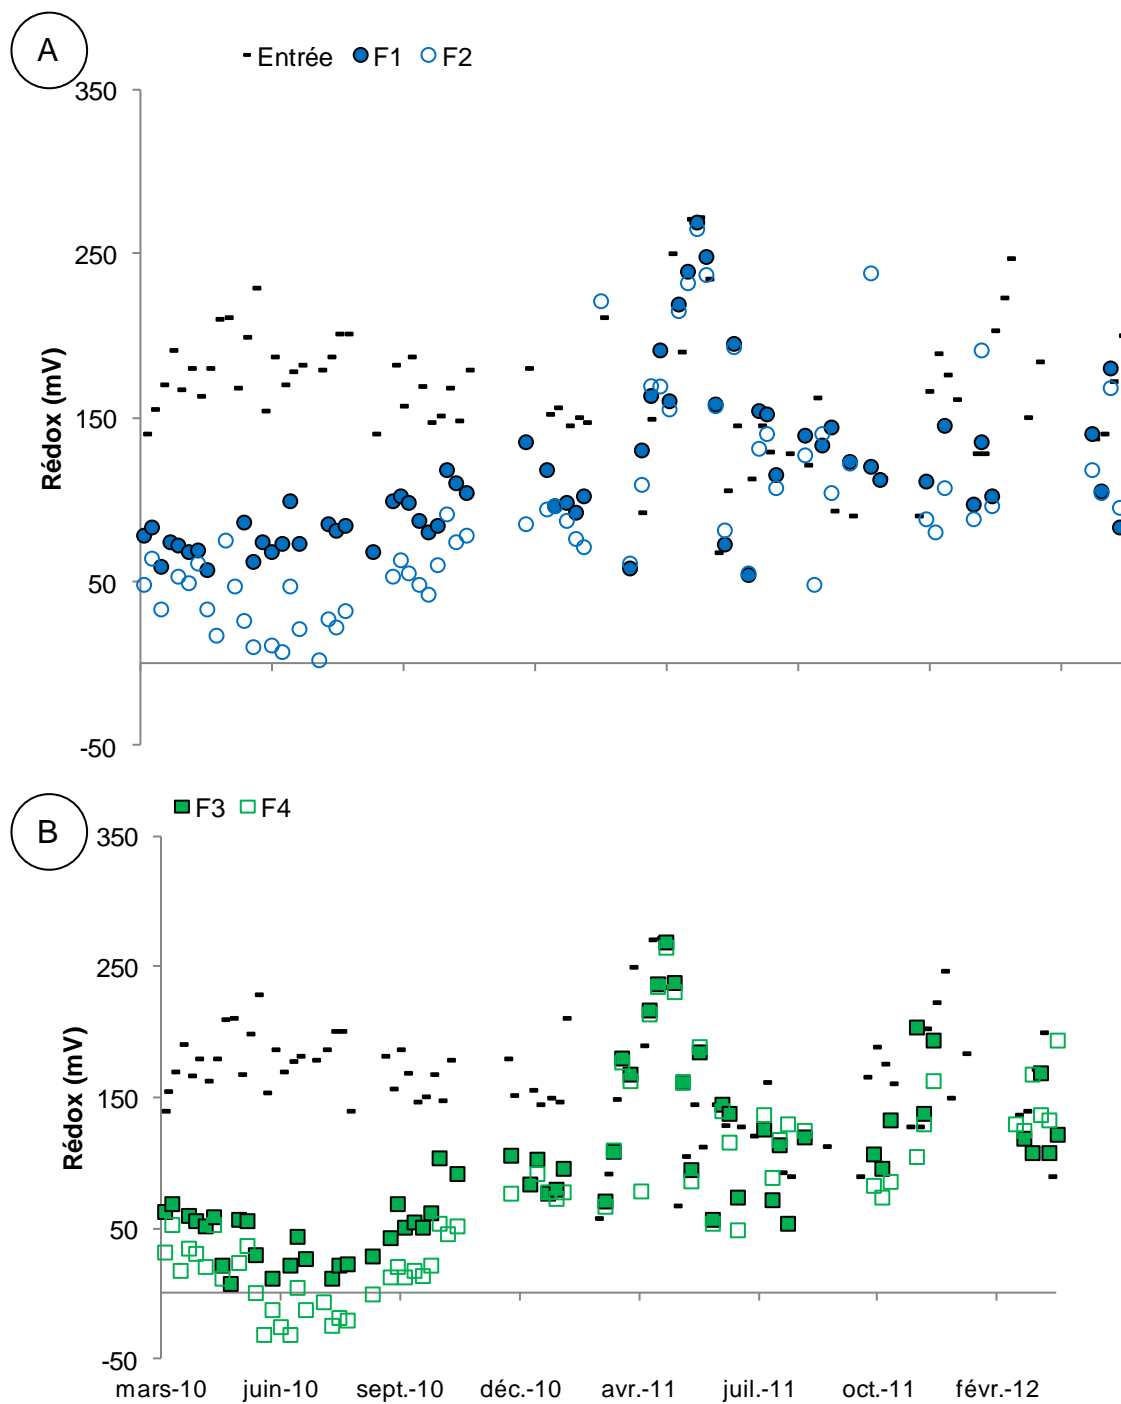 A
Entrée F1 F2
350
250
150
50
-50
Rédox (mV)
B
F3 F4
350
250
150
50
-50
Rédox (mV)
mars-10 juin-10 sept.-10 déc.-10 avr.-11 juil.-11 oct.-11 févr.-12